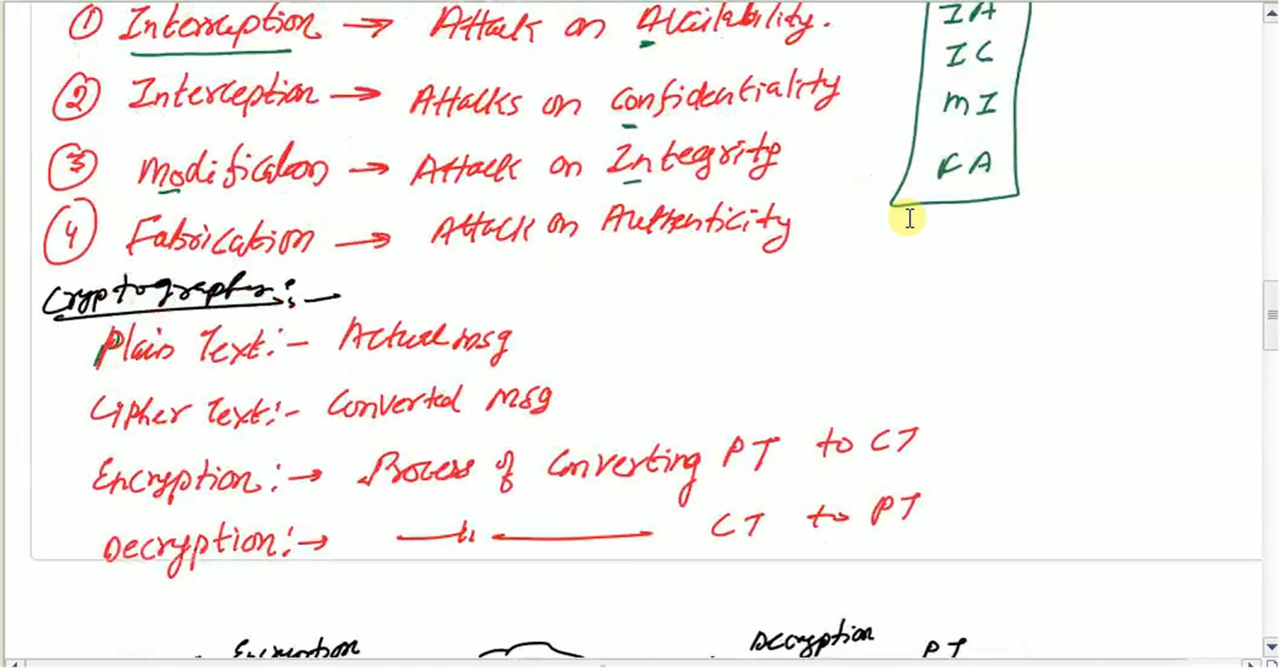 ① Interruption → Attack on Availability.
② Interception → Attacks on Confidentiality
③ Modification → Attack on Integrity
④ Fabrication → Attack on Authenticity
IA
IC
MI
FA
Cryptography:-
Plain Text:- Actual msg
Cipher Text:- Converted Msg
Encryption:→ Process of Converting PT to CT
Decryption:→ —〃— CT to PT
Encryption
Decryption
PT